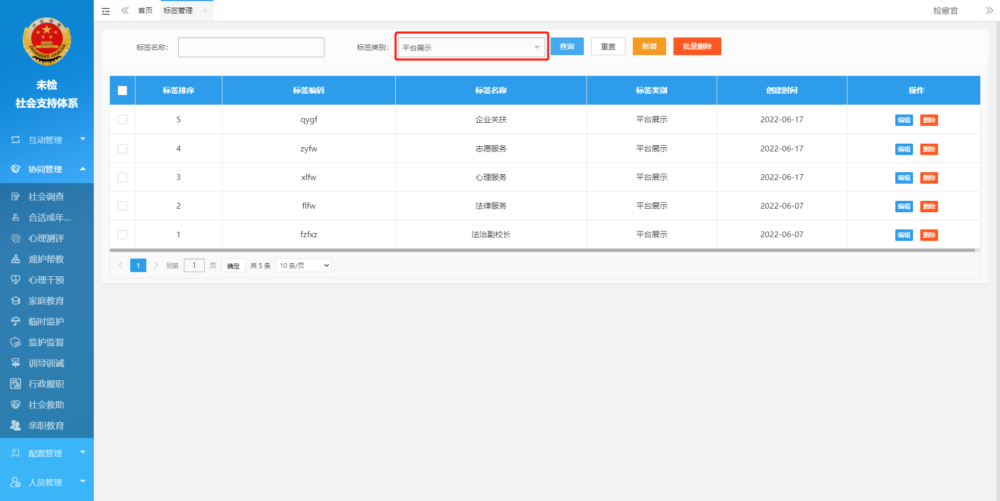 中国检察
ZHONGGUO JIANCHA
未检
社会支持体系
互动管理
协同管理
社会调查
合适成年...
心理测评
观护帮教
心理干预
家庭教育
临时监护
监护监督
训导训诫
行政履职
社会救助
亲职教育
配置管理
人员管理
首页 标签管理 检察官
标签名称： 标签类别： 平台展示 查询 重置 新增 批量删除
标签排序 标签编码 标签名称 标签类别 创建时间 操作
5 qygf 企业关扶 平台展示 2022-06-17 编辑 删除
4 zyfw 志愿服务 平台展示 2022-06-17 编辑 删除
3 xlfw 心理服务 平台展示 2022-06-17 编辑 删除
2 flfw 法律服务 平台展示 2022-06-07 编辑 删除
1 fzfxz 法治副校长 平台展示 2022-06-07 编辑 删除
1 到第 1 页 确定 共 5 条 10 条/页